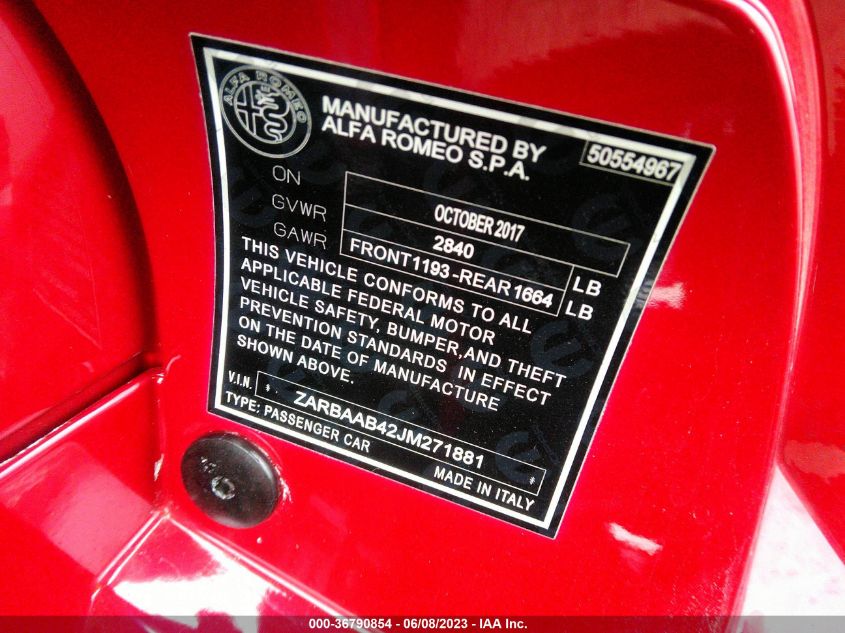 ALFA ROMEO
MANUFACTURED BY
ALFA ROMEO S.P.A.
50554967
ON OCTOBER 2017
GVWR 2840 LB
GAWR FRONT1193-REAR1664 LB
THIS VEHICLE CONFORMS TO ALL
APPLICABLE FEDERAL MOTOR
VEHICLE SAFETY, BUMPER,AND THEFT
PREVENTION STANDARDS IN EFFECT
ON THE DATE OF MANUFACTURE
SHOWN ABOVE.
V.I.N. * ZARBAAB42JM271881 *
TYPE: PASSENGER CAR
MADE IN ITALY
000-36790854 - 06/08/2023 - IAA Inc.